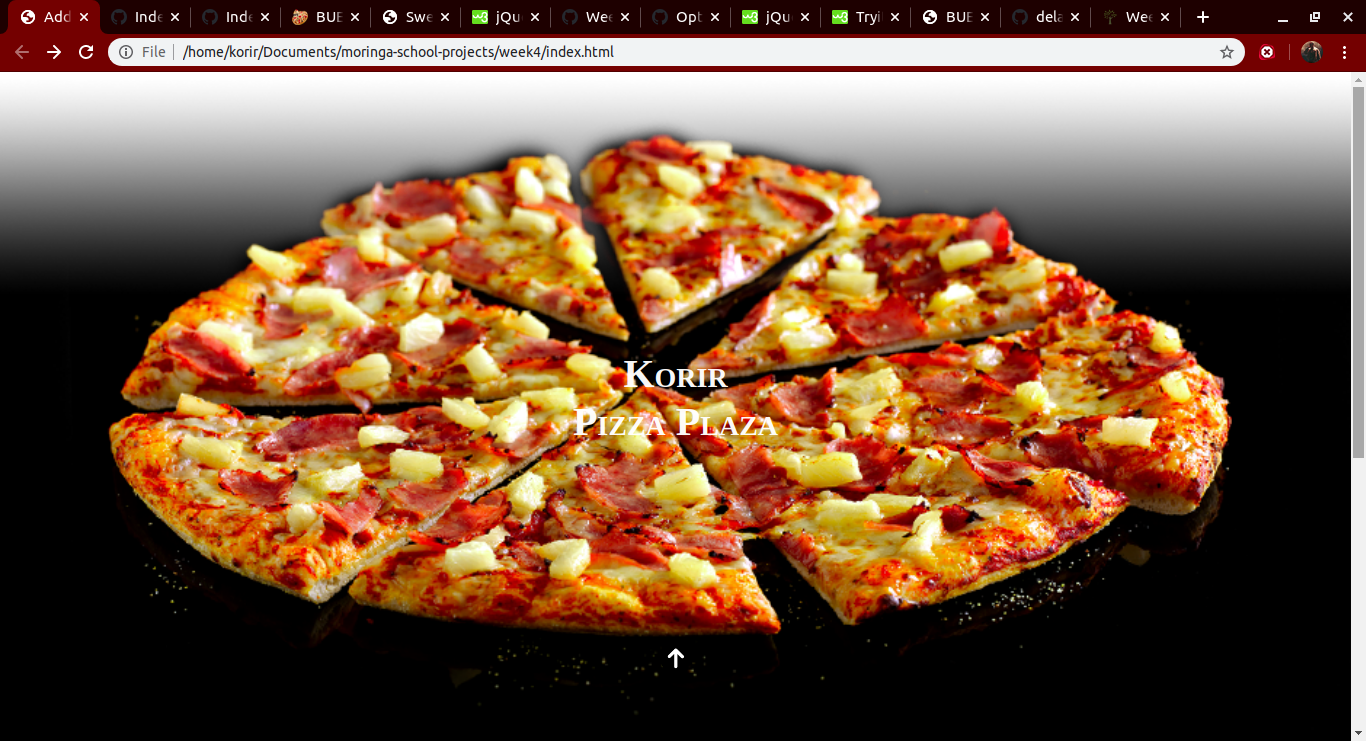 Add
Inde
Inde
BUE
Swe
jQu
Wee
Opt
jQu
Tryi
BUE
dela
Wee
File
/home/korir/Documents/moringa-school-projects/week4/index.html
Korir
Pizza Plaza